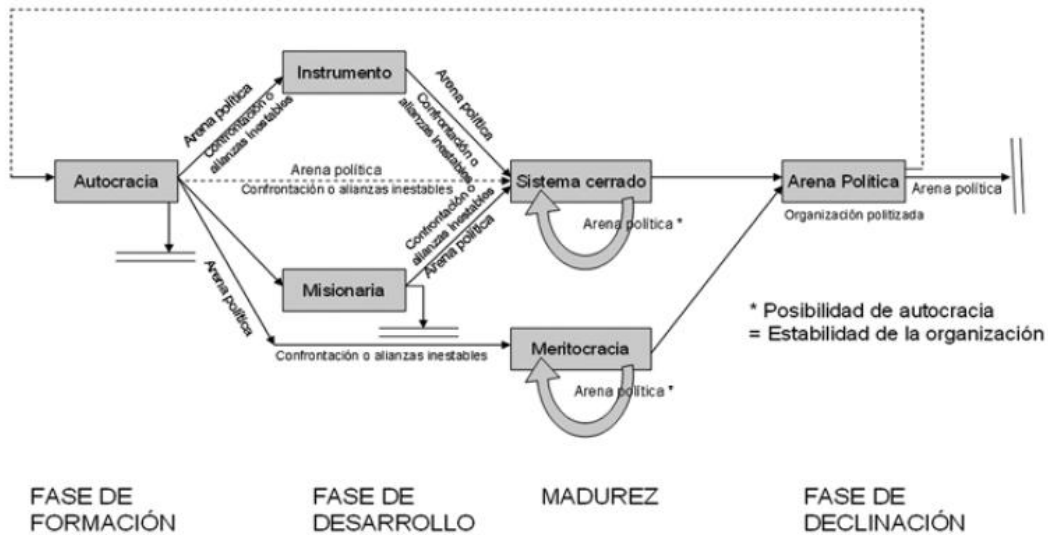 Instrumento
Arena política
Confrontación o
alianzas inestables
Arena política
Confrontación o
alianzas inestables
Autocracia
Arena política
Confrontación o alianzas inestables
Sistema cerrado
Arena política *
Arena Política
Organización politizada
Arena política
Confrontación o
alianzas inestables
Arena política
Arena política
Misionaria
Confrontación o alianzas inestables
Meritocracia
Arena política *
* Posibilidad de autocracia
= Estabilidad de la organización
FASE DE
FORMACIÓN
FASE DE
DESARROLLO
MADUREZ
FASE DE
DECLINACIÓN